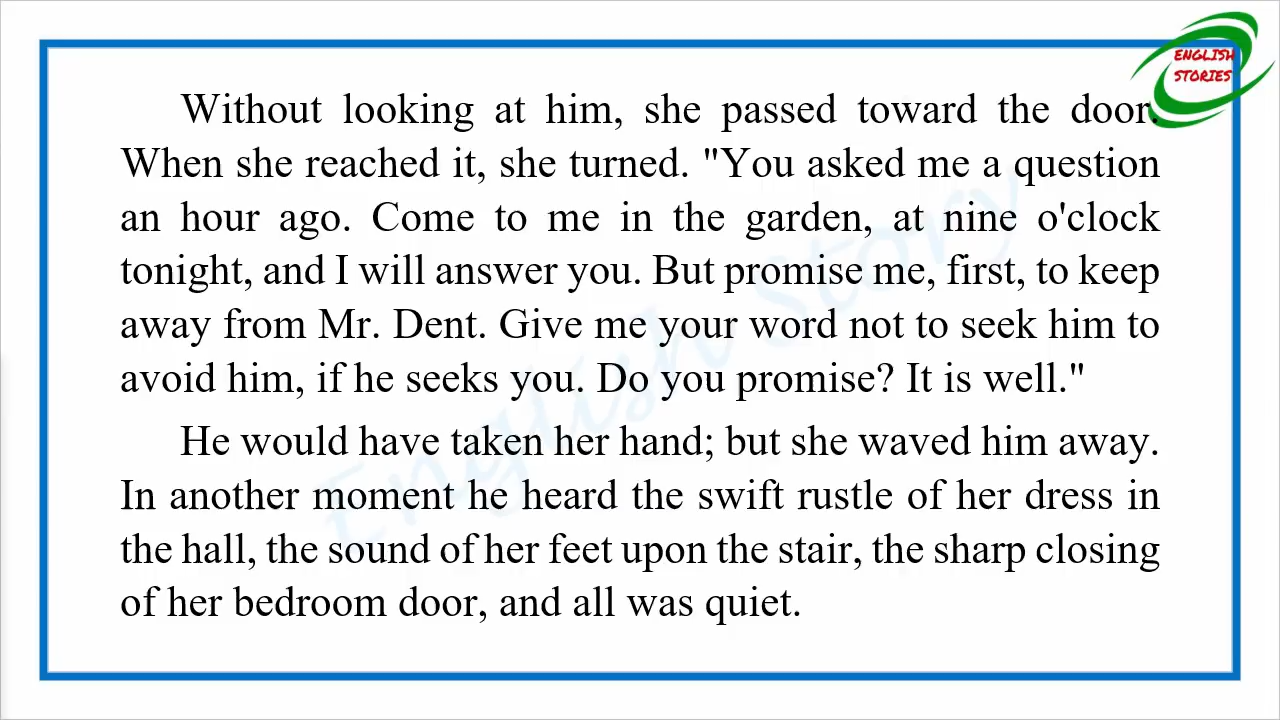 ENGLISH
STORIES
Without looking at him, she passed toward the door.
When she reached it, she turned. "You asked me a question
an hour ago. Come to me in the garden, at nine o'clock
tonight, and I will answer you. But promise me, first, to keep
away from Mr. Dent. Give me your word not to seek him to
avoid him, if he seeks you. Do you promise? It is well."
He would have taken her hand; but she waved him away.
In another moment he heard the swift rustle of her dress in
the hall, the sound of her feet upon the stair, the sharp closing
of her bedroom door, and all was quiet.
English Story